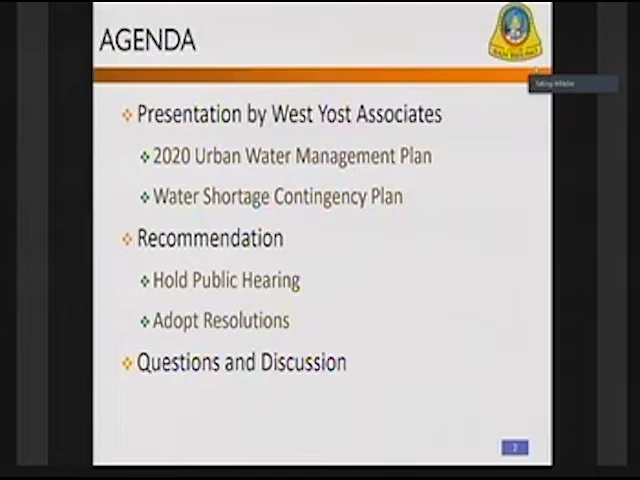 AGENDA
Presentation by West Yost Associates
2020 Urban Water Management Plan
Water Shortage Contingency Plan
Recommendation
Hold Public Hearing
Adopt Resolutions
Questions and Discussion